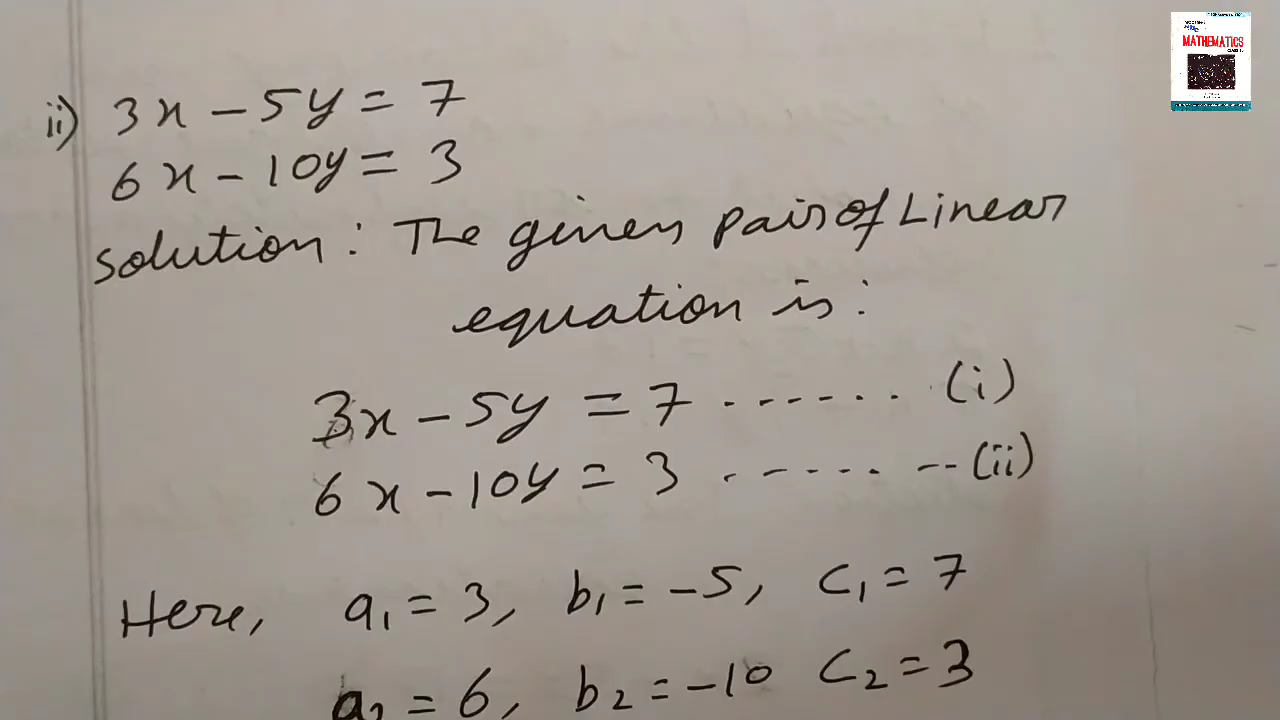 ii) 3x - 5y = 7
6x - 10y = 3
Solution: The given pair of Linear
equation is:
3x - 5y = 7 ....... (i)
6x - 10y = 3 ....... --(ii)
Here, a₁ = 3, b₁ = -5, c₁ = 7
a₂ = 6, b₂ = -10 c₂ = 3
MATHEMATICS